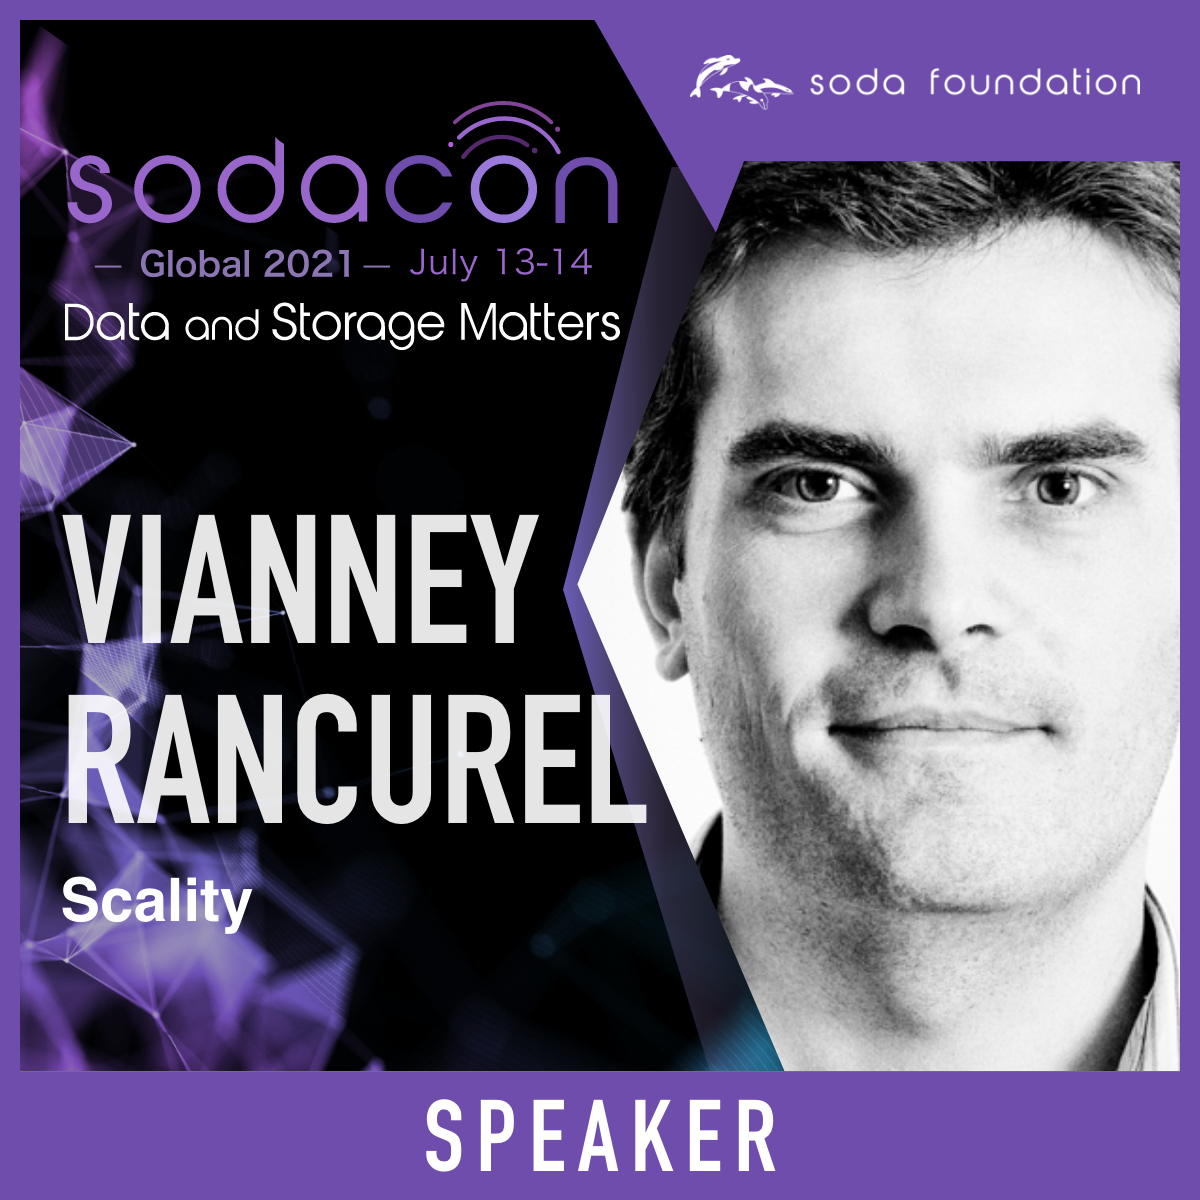 soda foundation
sodacon
— Global 2021 — July 13-14
Data and Storage Matters
VIANNEY
RANCUREL
Scality
SPEAKER